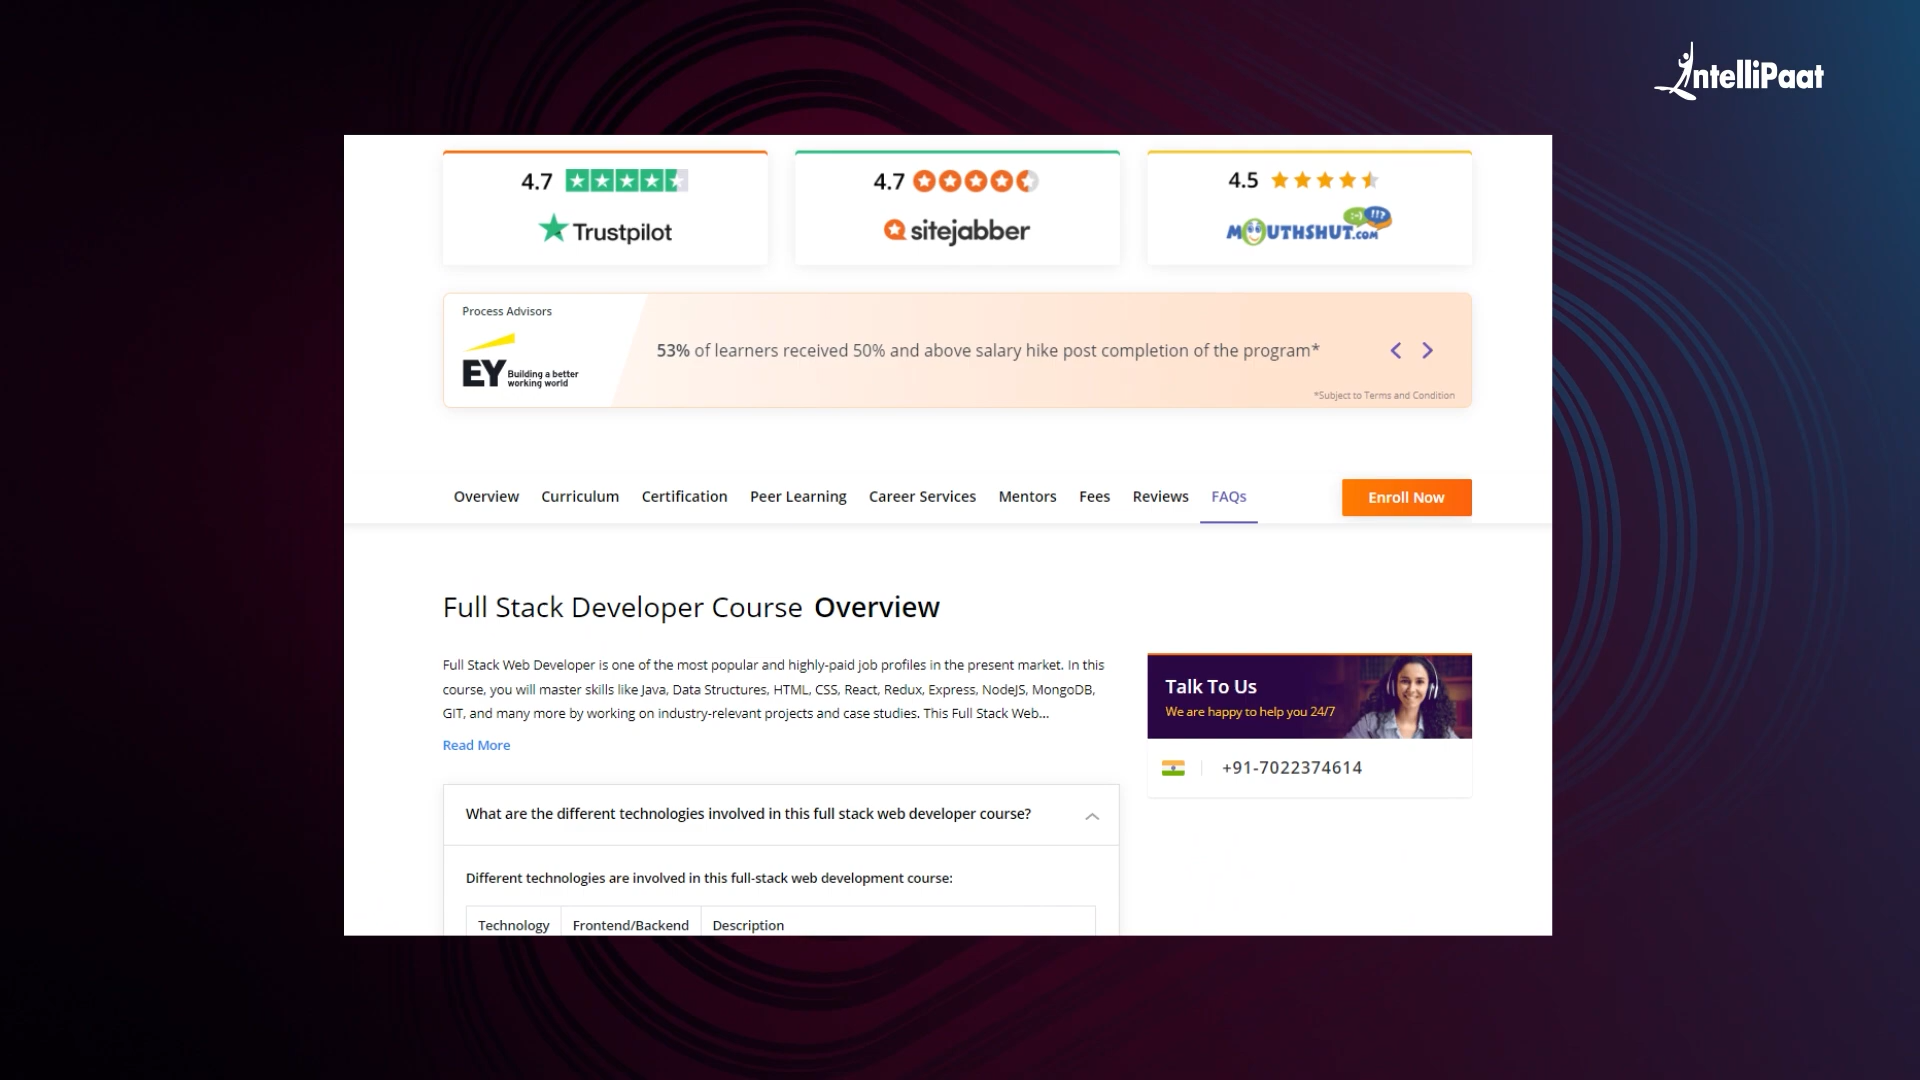 IntelliPaat
4.7
Trustpilot
4.7
sitejabber
4.5
MOUTHSHUT.COM
:-) !!?
Process Advisors
EY Building a better
working world
53% of learners received 50% and above salary hike post completion of the program*
*Subject to Terms and Condition
Overview Curriculum Certification Peer Learning Career Services Mentors Fees Reviews FAQs Enroll Now
Full Stack Developer Course Overview
Full Stack Web Developer is one of the most popular and highly-paid job profiles in the present market. In this
course, you will master skills like Java, Data Structures, HTML, CSS, React, Redux, Express, NodeJS, MongoDB,
GIT, and many more by working on industry-relevant projects and case studies. This Full Stack Web...
Read More
Talk To Us
We are happy to help you 24/7
+91-7022374614
What are the different technologies involved in this full stack web developer course?
Different technologies are involved in this full-stack web development course:
Technology Frontend/Backend Description